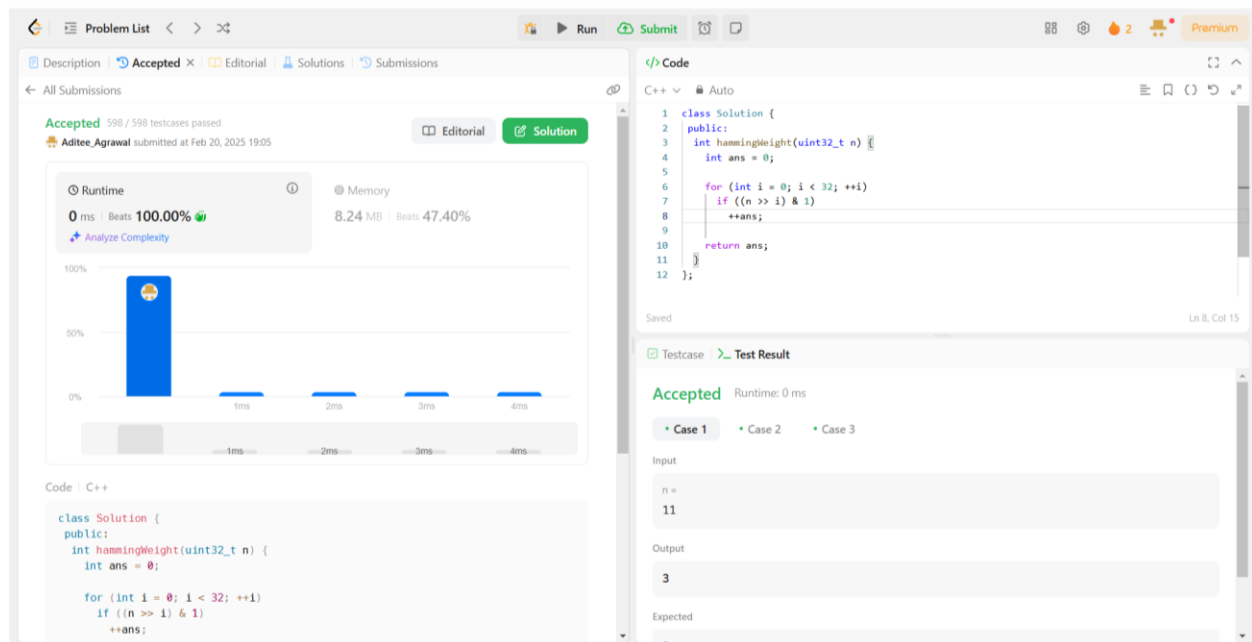 Problem List
Run
Submit
2
Premium
Description
Accepted
Editorial
Solutions
Submissions
All Submissions
Accepted 598 / 598 testcases passed
Aditee_Agrawal submitted at Feb 20, 2025 19:05
Editorial
Solution
Runtime
0 ms | Beats 100.00%
Analyze Complexity
Memory
8.24 MB | Beats 47.40%
100%
50%
0%
1ms 2ms 3ms 4ms
1ms 2ms 3ms 4ms
Code | C++
class Solution {
public:
int hammingWeight(uint32_t n) {
int ans = 0;
for (int i = 0; i < 32; ++i)
if ((n >> i) & 1)
++ans;
</> Code
C++ Auto
1 class Solution {
2 public:
3 int hammingWeight(uint32_t n) {
4 int ans = 0;
5
6 for (int i = 0; i < 32; ++i)
7 if ((n >> i) & 1)
8 ++ans;
9
10 return ans;
11 }
12 };
Saved
Ln 8, Col 15
Testcase
Test Result
Accepted Runtime: 0 ms
Case 1 Case 2 Case 3
Input
n =
11
Output
3
Expected